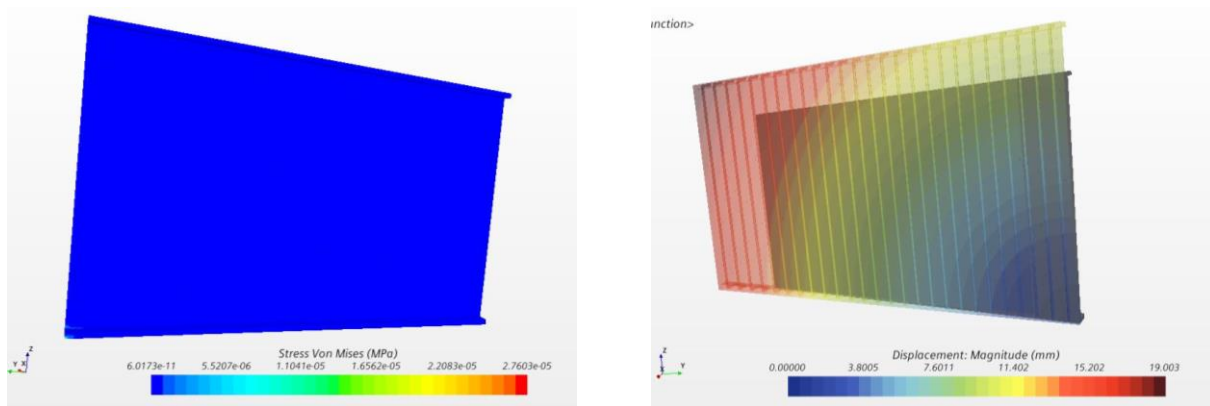 Stress Von Mises (MPa)
6.0173e-11 5.5207e-06 1.1041e-05 1.6562e-05 2.2083e-05 2.7603e-05
Z
Y X
unction>
Displacement: Magnitude (mm)
0.00000 3.8005 7.6011 11.402 15.202 19.003
Z
X Y